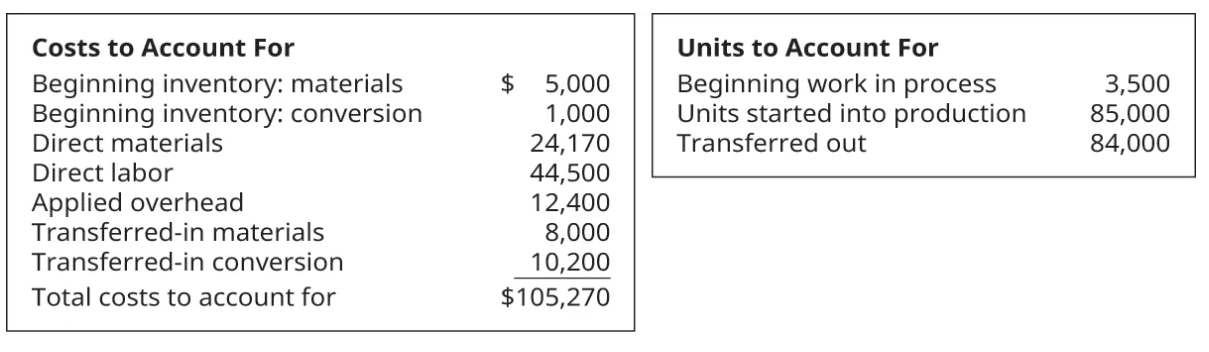 Costs to Account For
Beginning inventory: materials $ 5,000
Beginning inventory: conversion 1,000
Direct materials 24,170
Direct labor 44,500
Applied overhead 12,400
Transferred-in materials 8,000
Transferred-in conversion 10,200
Total costs to account for $105,270
Units to Account For
Beginning work in process 3,500
Units started into production 85,000
Transferred out 84,000